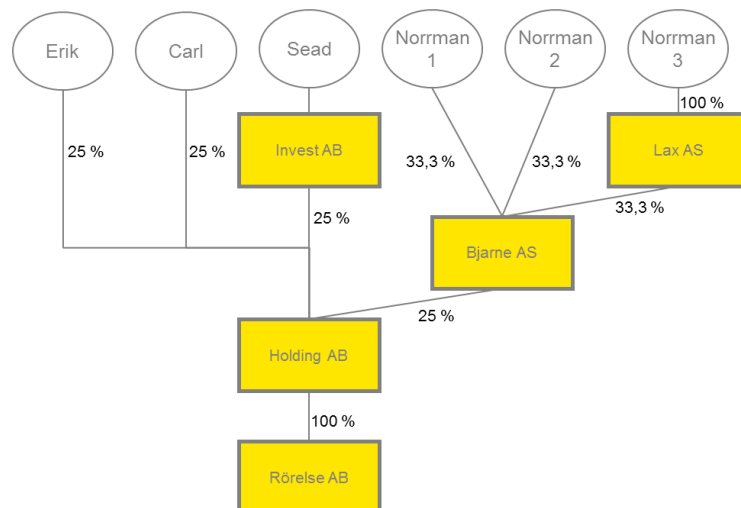 Erik
Carl
Sead
Norrman
1
Norrman
2
Norrman
3
100 %
25 %
25 %
Invest AB
33,3 %
33,3 %
Lax AS
25 %
33,3 %
Bjarne AS
25 %
Holding AB
100 %
Rörelse AB